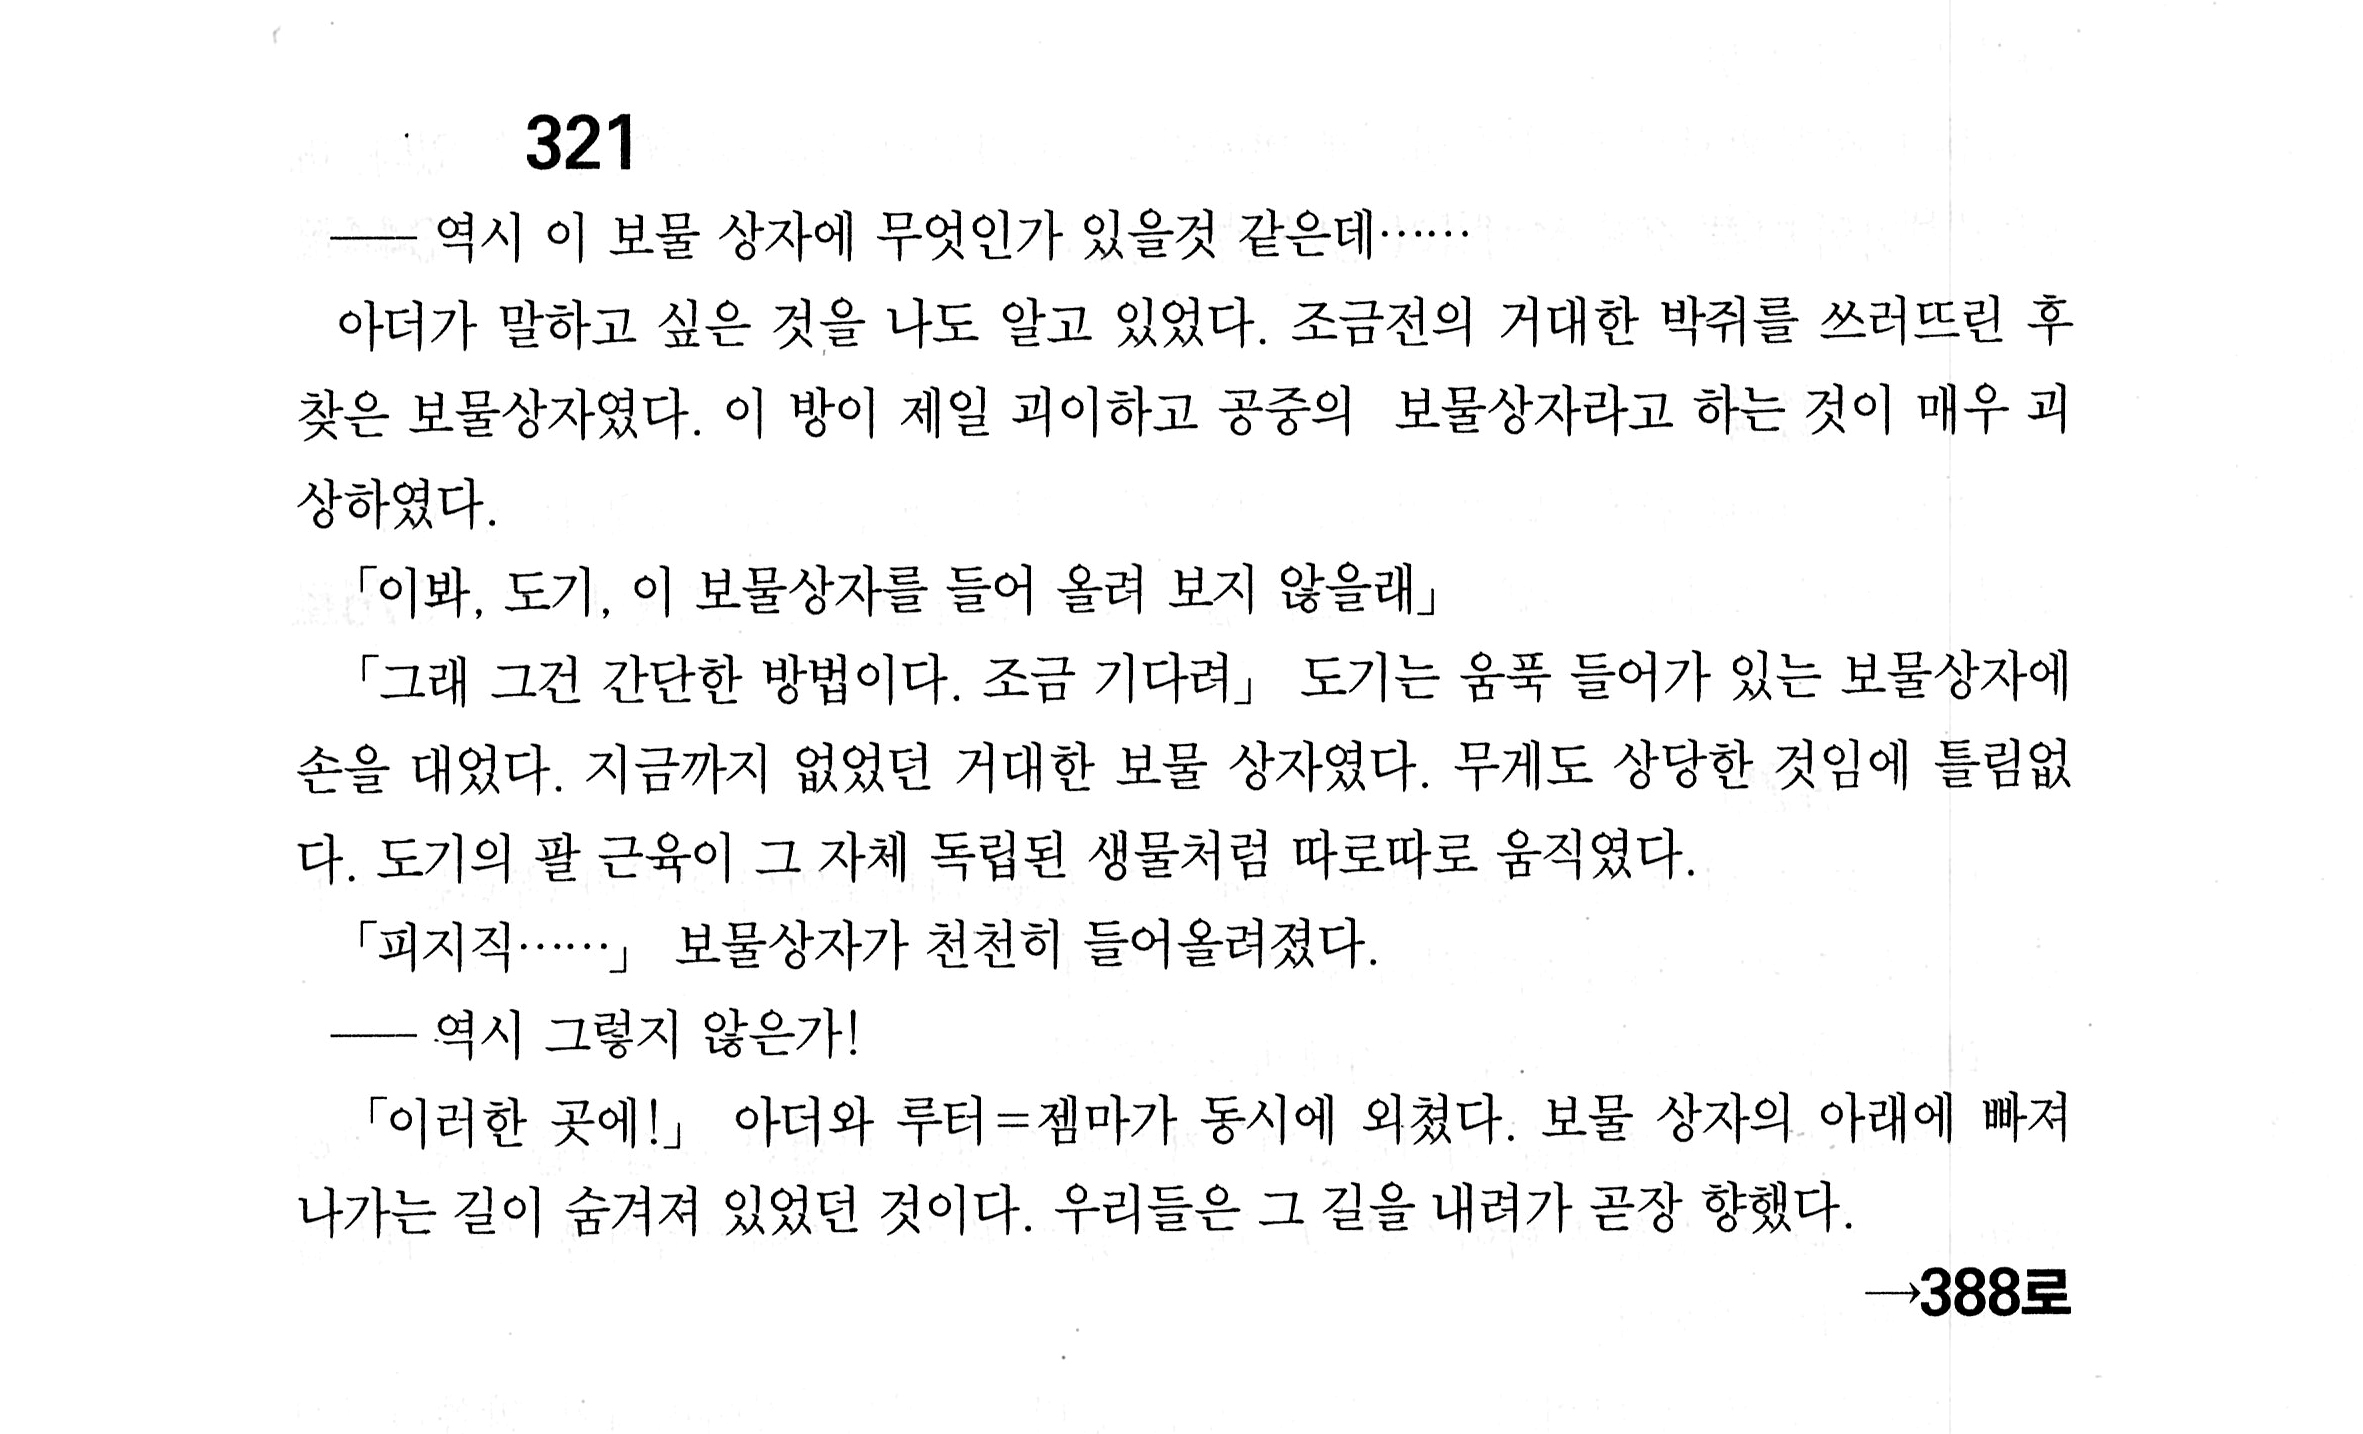 321
── 역시 이 보물 상자에 무엇인가 있을것 같은데……
아더가 말하고 싶은 것을 나도 알고 있었다. 조금전의 거대한 박쥐를 쓰러뜨린 후
찾은 보물상자였다. 이 방이 제일 괴이하고 공중의 보물상자라고 하는 것이 매우 괴
상하였다.
「이봐, 도기, 이 보물상자를 들어 올려 보지 않을래」
「그래 그건 간단한 방법이다. 조금 기다려」 도기는 움푹 들어가 있는 보물상자에
손을 대었다. 지금까지 없었던 거대한 보물 상자였다. 무게도 상당한 것임에 틀림없
다. 도기의 팔 근육이 그 자체 독립된 생물처럼 따로따로 움직였다.
「피지직……」 보물상자가 천천히 들어올려졌다.
── 역시 그렇지 않은가!
「이러한 곳에!」 아더와 루터=젬마가 동시에 외쳤다. 보물 상자의 아래에 빠져
나가는 길이 숨겨져 있었던 것이다. 우리들은 그 길을 내려가 곧장 향했다.
→388로